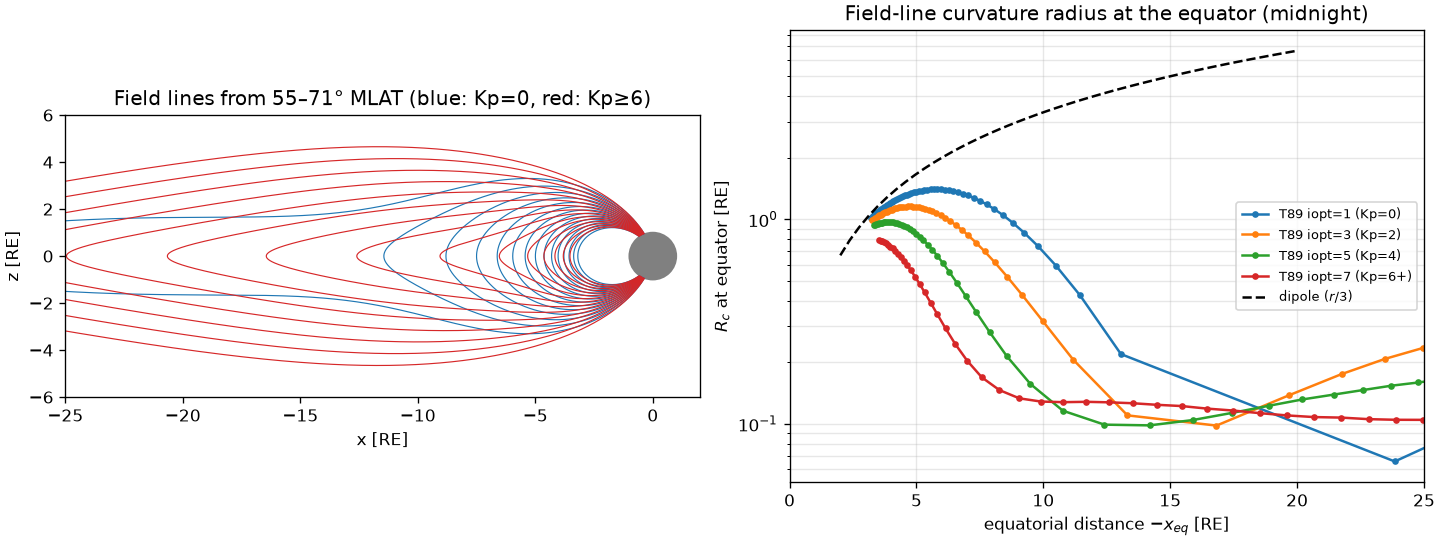 Field lines from 55–71° MLAT (blue: Kp=0, red: Kp≥6)
6
4
2
0
−2
−4
−6
z [RE]
−25
−20
−15
−10
−5
0
x [RE]
Field-line curvature radius at the equator (midnight)
10⁰
10⁻¹
R_c at equator [RE]
T89 iopt=1 (Kp=0)
T89 iopt=3 (Kp=2)
T89 iopt=5 (Kp=4)
T89 iopt=7 (Kp=6+)
dipole (r/3)
0
5
10
15
20
25
equatorial distance −x_eq [RE]